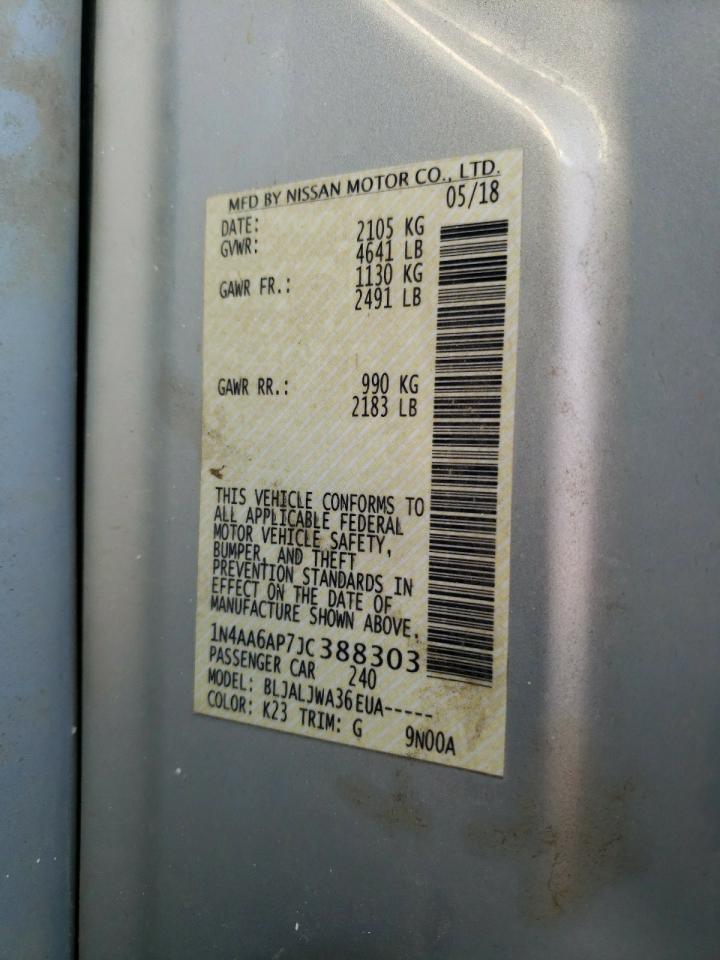 MFD BY NISSAN MOTOR CO., LTD.
DATE: 05/18
GVWR: 2105 KG
4641 LB
GAWR FR.: 1130 KG
2491 LB
GAWR RR.: 990 KG
2183 LB
THIS VEHICLE CONFORMS TO
ALL APPLICABLE FEDERAL
MOTOR VEHICLE SAFETY,
BUMPER, AND THEFT
PREVENTION STANDARDS IN
EFFECT ON THE DATE OF
MANUFACTURE SHOWN ABOVE.
1N4AA6AP7JC388303
PASSENGER CAR 240
MODEL: BLJALJWA36EUA-----
COLOR: K23 TRIM: G 9N00A